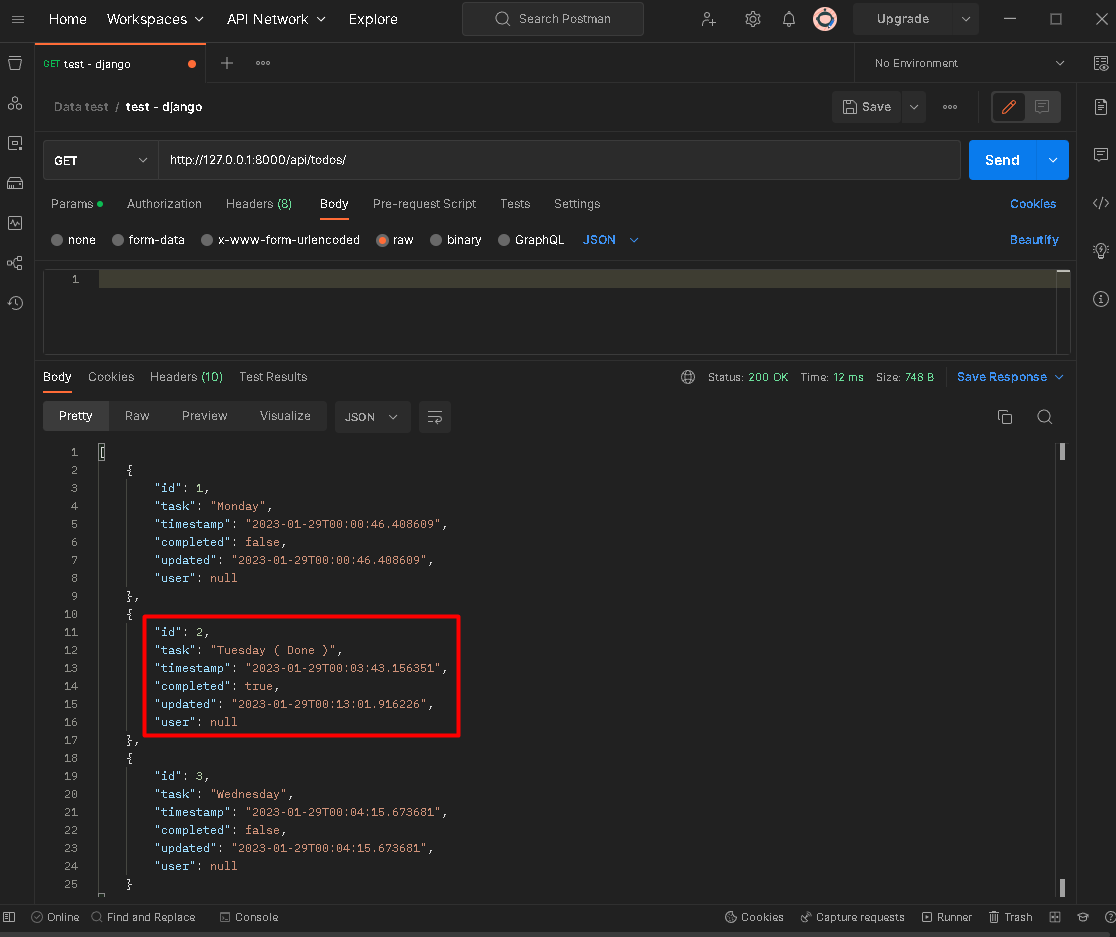 Home Workspaces API Network Explore Search Postman Upgrade
GET test - django No Environment
Data test / test - django Save
GET http://127.0.0.1:8000/api/todos/ Send
Params Authorization Headers (8) Body Pre-request Script Tests Settings Cookies
none form-data x-www-form-urlencoded raw binary GraphQL JSON Beautify
1
Body Cookies Headers (10) Test Results Status: 200 OK Time: 12 ms Size: 748 B Save Response
Pretty Raw Preview Visualize JSON
1 [
2 {
3 "id": 1,
4 "task": "Monday",
5 "timestamp": "2023-01-29T00:00:46.408609",
6 "completed": false,
7 "updated": "2023-01-29T00:00:46.408609",
8 "user": null
9 },
10 {
11 "id": 2,
12 "task": "Tuesday ( Done )",
13 "timestamp": "2023-01-29T00:03:43.156351",
14 "completed": true,
15 "updated": "2023-01-29T00:13:01.916226",
16 "user": null
17 },
18 {
19 "id": 3,
20 "task": "Wednesday",
21 "timestamp": "2023-01-29T00:04:15.673681",
22 "completed": false,
23 "updated": "2023-01-29T00:04:15.673681",
24 "user": null
25 }
Online Find and Replace Console Cookies Capture requests Runner Trash